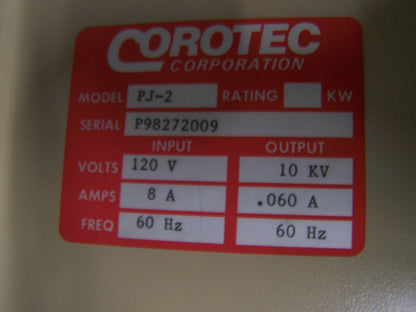 COROTEC
CORPORATION
MODEL PJ-2 RATING KW
SERIAL P98272009
INPUT OUTPUT
VOLTS 120 V 10 KV
AMPS 8 A .060 A
FREQ 60 Hz 60 Hz